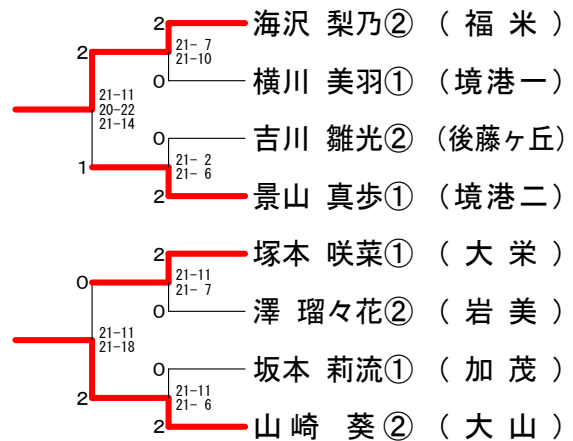 2 海沢 梨乃② ( 福 米 )
21- 7
2 21-10
0 横川 美羽① (境港一)
21-11
20-22
21-14
0 吉川 雛光② (後藤ヶ丘)
21- 2
1 21- 6
2 景山 真歩① (境港二)
2 塚本 咲菜① ( 大 栄 )
21-11
0 21- 7
0 澤 瑠々花② ( 岩 美 )
21-11
21-18
0 坂本 莉流① ( 加 茂 )
21-11
2 21- 6
2 山崎 葵② ( 大 山 )